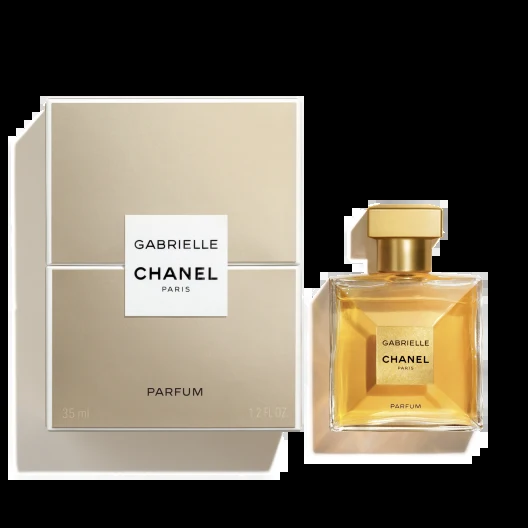 GABRIELLE
CHANEL
PARIS
PARFUM
35 ml 1.2 FL.OZ
GABRIELLE
CHANEL
PARIS
PARFUM